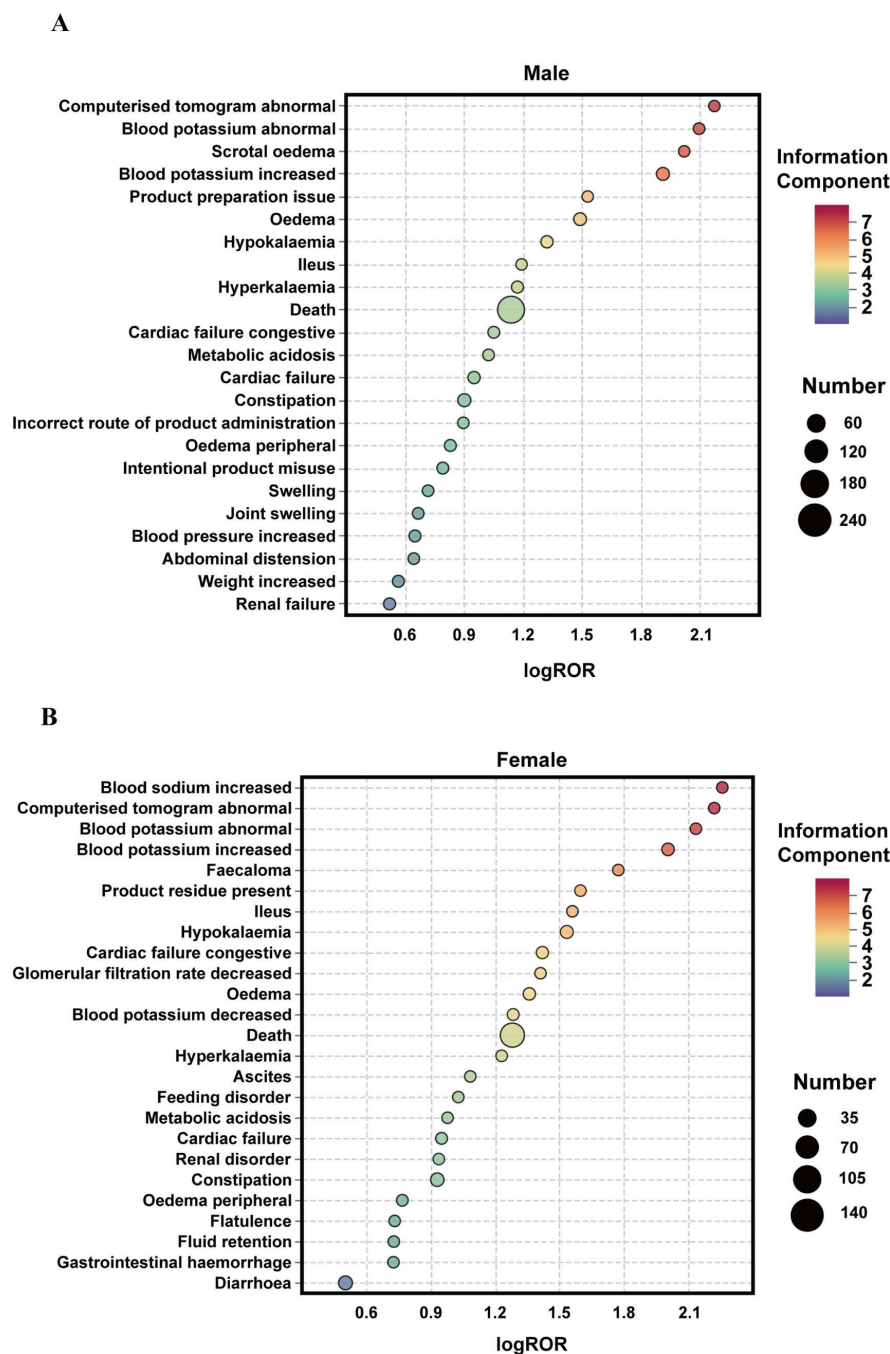 A
Male
Computerised tomogram abnormal
Blood potassium abnormal
Scrotal oedema
Blood potassium increased
Product preparation issue
Oedema
Hypokalaemia
Ileus
Hyperkalaemia
Death
Cardiac failure congestive
Metabolic acidosis
Cardiac failure
Constipation
Incorrect route of product administration
Oedema peripheral
Intentional product misuse
Swelling
Joint swelling
Blood pressure increased
Abdominal distension
Weight increased
Renal failure
0.6 0.9 1.2 1.5 1.8 2.1
logROR
Information
Component
7
6
5
4
3
2
Number
60
120
180
240
B
Female
Blood sodium increased
Computerised tomogram abnormal
Blood potassium abnormal
Blood potassium increased
Faecaloma
Product residue present
Ileus
Hypokalaemia
Cardiac failure congestive
Glomerular filtration rate decreased
Oedema
Blood potassium decreased
Death
Hyperkalaemia
Ascites
Feeding disorder
Metabolic acidosis
Cardiac failure
Renal disorder
Constipation
Oedema peripheral
Flatulence
Fluid retention
Gastrointestinal haemorrhage
Diarrhoea
0.6 0.9 1.2 1.5 1.8 2.1
logROR
Information
Component
7
6
5
4
3
2
Number
35
70
105
140